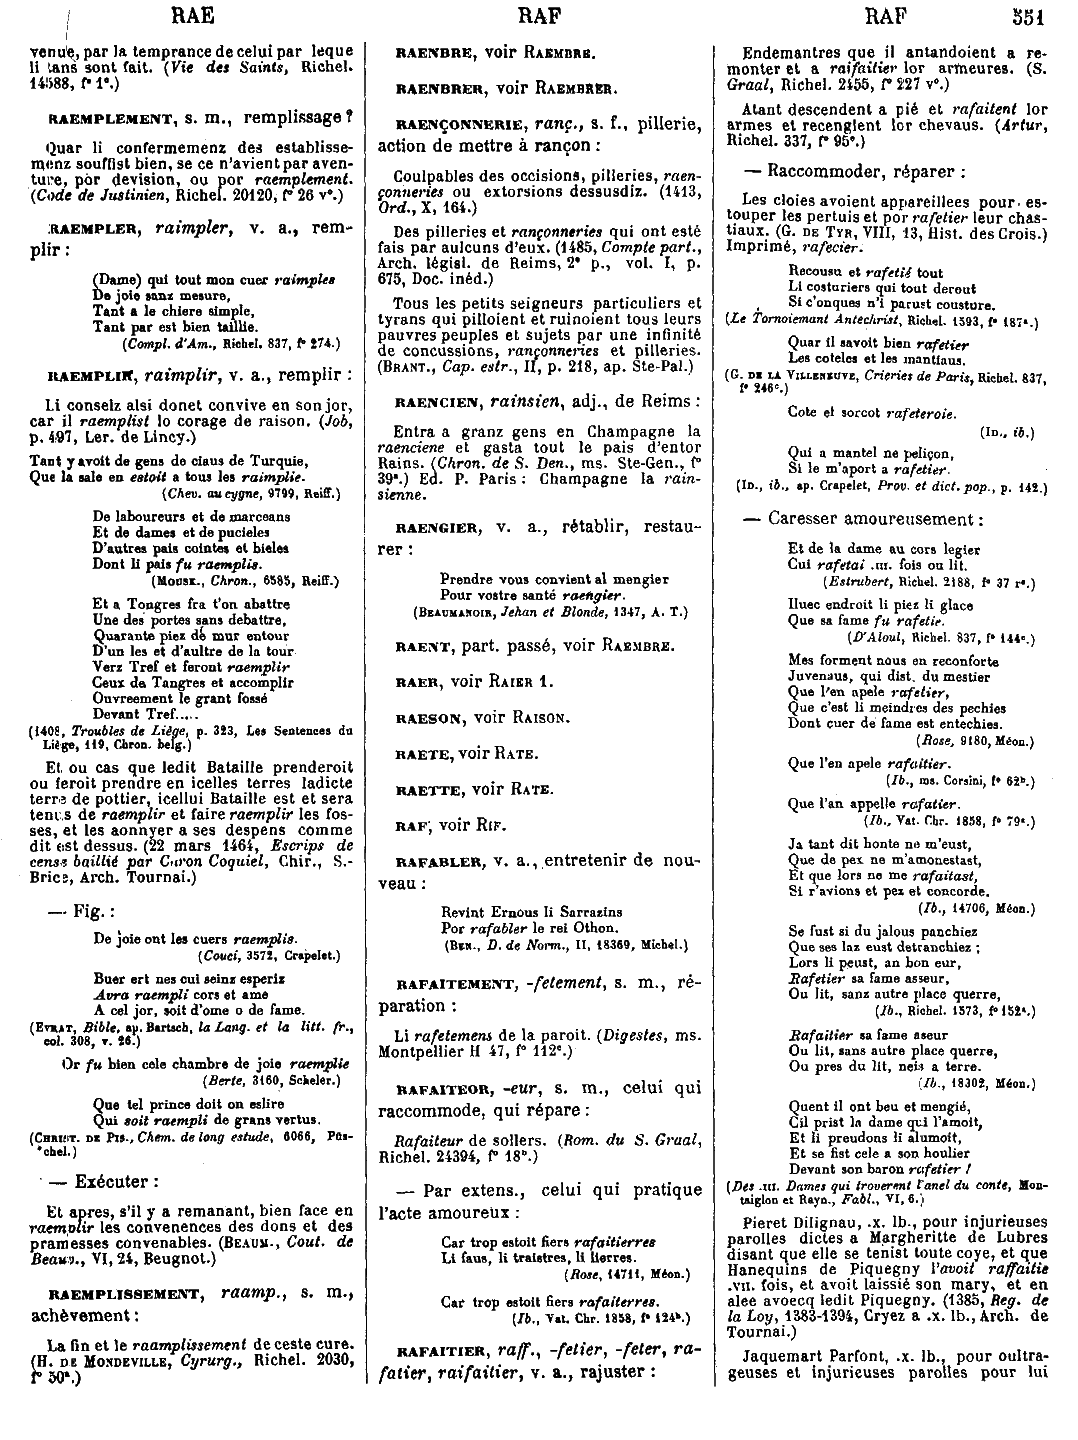 RAE
RAF
RAF
551
venue, par la temprance de celui par leque
li tans sont fait. (Vie des Saints, Richel.
14588, f° 1ª.)
RAEMPLEMENT, s. m., remplissage ?
Quar li confermemenz des establisse-
menz souffist bien, se ce n'avient par aven-
ture, por devision, ou por raemplement.
(Code de Justinien, Richel. 20120, f° 26 v°.)
RAEMPLER, raimpler, v. a., rem-
plir :
(Dame) qui tout mon cuer raimples
De joie sanz mesure,
Tant a le chiere simple,
Tant par est bien taillie.
(Compl. d'Am., Richel. 837, f° 274.)
RAEMPLIR, raimplir, v. a., remplir :
Li conselz alsi donet convive en son jor,
car il raemplist lo corage de raison. (Job,
p. 497, Ler. de Lincy.)
Tant y avoit de gens de ciaus de Turquie,
Que la sale en estoit a tous les raimplie.
(Chev. au cygne, 9799, Reiff.)
De laboureurs et de marceans
Et de dames et de pucieles
D'autres pais cointes et bieles
Dont li pais fu raemplis.
(Mousk., Chron., 6585, Reiff.)
Et a Tongres fra t'on abattre
Une des portes sans debattre,
Quarante piez de mur entour
D'un les et d'aultre de la tour
Verz Tref et feront raemplir
Ceux de Tangres et accomplir
Ouvreement le grant fossé
Devant Tref.....
(1408, Troubles de Liège, p. 323, Les Sentences du
Liège, 119, Chron. belg.)
Et ou cas que ledit Bataille prenderoit
ou feroit prendre en icelles terres ladicte
terre de pottier, icellui Bataille est et sera
tenus de raemplir et faire raemplir les fos-
ses, et les aonnyer a ses despens comme
dit est dessus. (22 mars 1464, Escrips de
cense baillié par Caron Coquiel, Chir., S.-
Brice, Arch. Tournai.)
— Fig. :
De joie ont les cuers raemplis.
(Couci, 3572, Crapelet.)
Buer ert nes cui seinz esperiz
Avra raempli cors et ame
A cel jor, soit d'ome o de fame.
(Evrat, Bible, ap. Bartsch, la Lang. et la litt. fr.,
col. 308, v. 26.)
Or fu bien cele chambre de joie raemplie
(Berte, 3160, Scheler.)
Que tel prince doit on eslire
Qui soit raempli de grans vertus.
(Christ. de Pis., Chem. de long estude, 6066, Püs-
chel.)
— Exécuter :
Et apres, s'il y a remanant, bien face en
raemplir les convenences des dons et des
pramesses convenables. (Beaum., Cout. de
Beauv., VI, 24, Beugnot.)
RAEMPLISSEMENT, raamp., s. m.,
achèvement :
La fin et le raamplissement de ceste cure.
(H. de Mondeville, Cyrurg., Richel. 2030,
f° 50ª.)
RAENBRE, voir Raembre.
RAENBRER, voir Raembrer.
RAENÇONNERIE, ranç., s. f., pillerie,
action de mettre à rançon :
Coulpables des occisions, pilleries, raen-
çonneries ou extorsions dessusdiz. (1413,
Ord., X, 164.)
Des pilleries et rançonneries qui ont esté
fais par aulcuns d'eux. (1485, Compte part.,
Arch. législ. de Reims, 2e p., vol. I, p.
675, Doc. inéd.)
Tous les petits seigneurs particuliers et
tyrans qui pilloient et ruinoient tous leurs
pauvres peuples et sujets par une infinité
de concussions, rançonneries et pilleries.
(Brant., Cap. estr., II, p. 218, ap. Ste-Pal.)
RAENCIEN, rainsien, adj., de Reims :
Entra a granz gens en Champagne la
raenciene et gasta tout le pais d'entor
Rains. (Chron. de S. Den., ms. Ste-Gen., f°
39ª.) Ed. P. Paris : Champagne la rain-
sienne.
RAENGIER, v. a., rétablir, restau-
rer :
Prendre vous convient al mengier
Pour vostre santé raengier.
(Beaumanoir, Jehan et Blonde, 1347, A. T.)
RAENT, part. passé, voir Raembre.
RAER, voir Raier 1.
RAESON, voir Raison.
RAETE, voir Rate.
RAETTE, voir Rate.
RAF, voir Rif.
RAFABLER, v. a., entretenir de nou-
veau :
Revint Ernous li Sarrazins
Por rafabler le rei Othon.
(Ben., D. de Norm., II, 18369, Michel.)
RAFAITEMENT, -fetement, s. m., ré-
paration :
Li rafetemens de la paroit. (Digestes, ms.
Montpellier H 47, f° 112ᶜ.)
RAFAITEOR, -eur, s. m., celui qui
raccommode, qui répare :
Rafaiteur de sollers. (Rom. du S. Graal,
Richel. 24394, f° 18ᵇ.)
— Par extens., celui qui pratique
l'acte amoureux :
Car trop estoit fiers rafaitierres
Li faus, li traistres, li lierres.
(Rose, 14711, Méon.)
Car trop estoit fiers rafaiterres.
(Ib., Vat. Chr. 1858, f° 124ᵇ.)
RAFAITIER, raff., -fetier, -feter, ra-
fatier, raifaitier, v. a., rajuster :
Endemantres que il antandoient a re-
monter et a raifaitier lor armeures. (S.
Graal, Richel. 2455, f° 227 v°.)
Atant descendent a pié et rafaitent lor
armes et recenglent lor chevaus. (Artur,
Richel. 337, f° 95ᵉ.)
— Raccommoder, réparer :
Les cloies avoient appareillees pour es-
touper les pertuis et por rafetier leur chas-
tiaux. (G. de Tyr, VIII, 13, Hist. des Crois.)
Imprimé, rafecier.
Recousu et rafetié tout
Li costuriers qui tout derout
Si c'onques n'i parust cousture.
(Le Tornoiemant Antechrist, Richel. 1593, f° 187ª.)
Quar il savoit bien rafetier
Les coteles et les mantiaus.
(G. de la Villeneuve, Crieries de Paris, Richel. 837,
f° 246ᶜ.)
Cote et sorcot rafeteroie.
(Id., ib.)
Qui a mantel ne peliçon,
Si le m'aport a rafetier.
(Id., ib., ap. Crapelet, Prov. et dict. pop., p. 142.)
— Caresser amoureusement :
Et de la dame au cors legier
Cui rafetai .iii. fois ou lit.
(Estrubert, Richel. 2188, f° 37 r°.)
Iluec endroit li piez li glace
Que sa fame fu rafetie.
(D'Aloul, Richel. 837, f° 144ᶜ.)
Mes forment nous en reconforte
Juvenaus, qui dist du mestier
Que l'en apele rafetier,
Que c'est li meindres des pechies
Dont cuer de fame est entechies.
(Rose, 9180, Méon.)
Que l'en apele rafaitier.
(Ib., ms. Corsini, f° 62ᵇ.)
Que l'an appelle rafatier.
(Ib., Vat. Chr. 1858, f° 79ª.)
Ja tant dit honte ne m'eust,
Que de pex ne m'amonestast,
Et que lors ne me rafaitast,
Si r'avions et pez et concorde.
(Ib., 14706, Méon.)
Se fust si du jalous panchiez
Que ses laz eust detranchiez ;
Lors li peust, an bon eur,
Rafetier sa fame asseur,
Ou lit, sanz autre place querre,
(Ib., Richel. 1573, f° 152ª.)
Rafaitier sa fame aseur
Ou lit, sans autre place querre,
Ou pres du lit, neis a terre.
(Ib., 18302, Méon.)
Quent il ont beu et mengié,
Cil prist la dame qui l'amoit,
Et li preudons li alumoit,
Et se fist cele a son houlier
Devant son baron rafetier !
(Des .iii. Dames qui troverent l'anel du conte, Mon-
taiglon et Rayn., Fabl., VI, 6.)
Pieret Dilignau, .x. lb., pour injurieuses
parolles dictes a Margheritte de Lubres
disant que elle se tenist toute coye, et que
Hanequins de Piquegny l'avoit raffaitie
.vii. fois, et avoit laissié son mary, et en
alee avoecq ledit Piquegny. (1385, Reg. de
la Loy, 1383-1394, Cryez a .x. lb., Arch. de
Tournai.)
Jaquemart Parfont, .x. lb., pour oultra-
geuses et injurieuses parolles pour lui